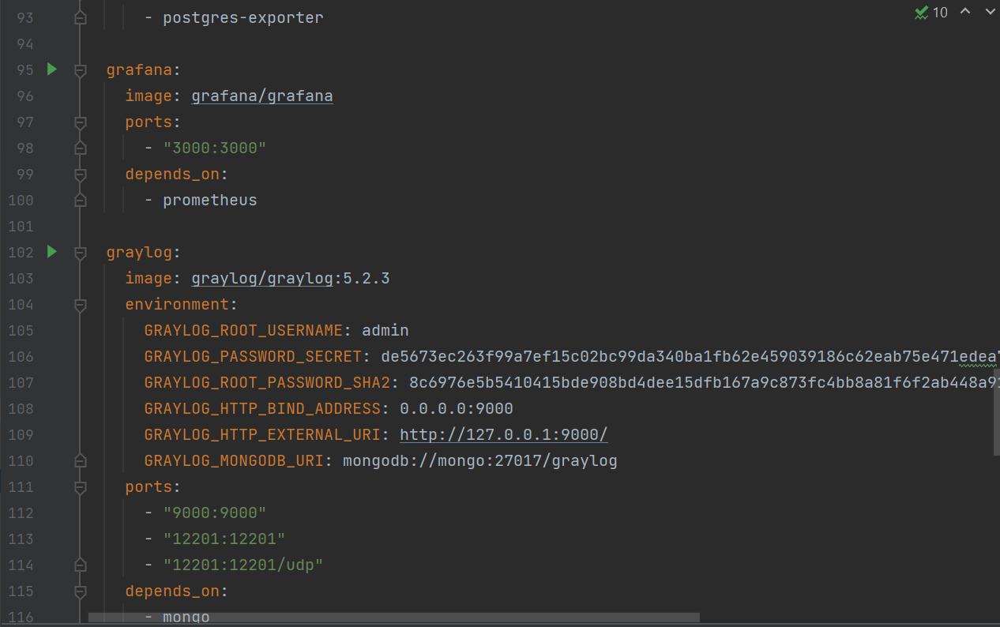 10
93 - postgres-exporter
94
95 grafana:
96 image: grafana/grafana
97 ports:
98 - "3000:3000"
99 depends_on:
100 - prometheus
101
102 graylog:
103 image: graylog/graylog:5.2.3
104 environment:
105 GRAYLOG_ROOT_USERNAME: admin
106 GRAYLOG_PASSWORD_SECRET: de5673ec263f99a7ef15c02bc99da340ba1fb62e459039186c62eab75e471edea
107 GRAYLOG_ROOT_PASSWORD_SHA2: 8c6976e5b5410415bde908bd4dee15dfb167a9c873fc4bb8a81f6f2ab448a9
108 GRAYLOG_HTTP_BIND_ADDRESS: 0.0.0.0:9000
109 GRAYLOG_HTTP_EXTERNAL_URI: http://127.0.0.1:9000/
110 GRAYLOG_MONGODB_URI: mongodb://mongo:27017/graylog
111 ports:
112 - "9000:9000"
113 - "12201:12201"
114 - "12201:12201/udp"
115 depends_on:
116 - mongo